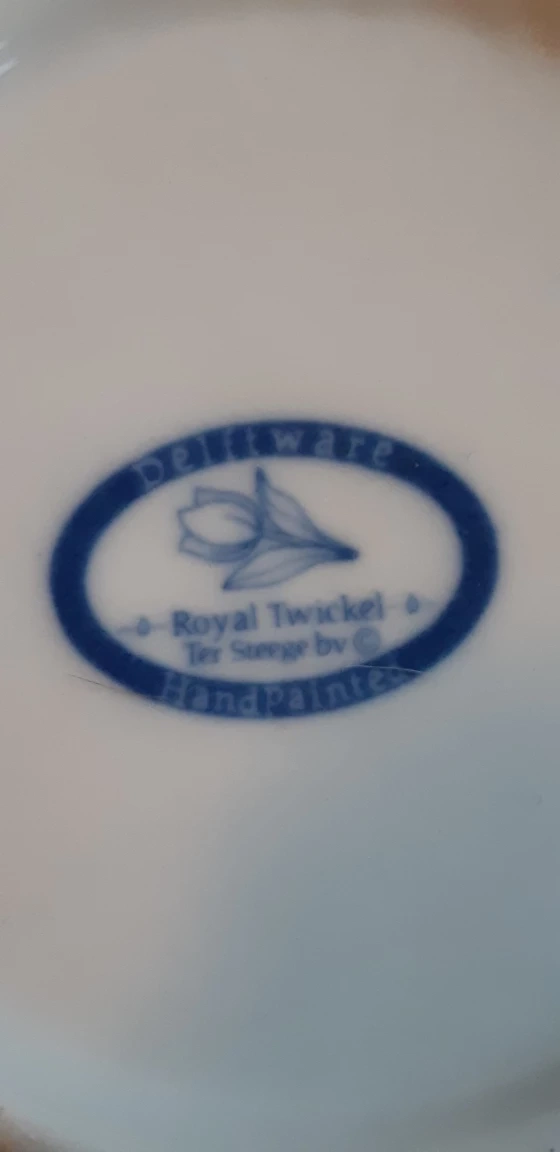 Delftware
Royal Twickel
Ter Steege bv ©
Handpainted